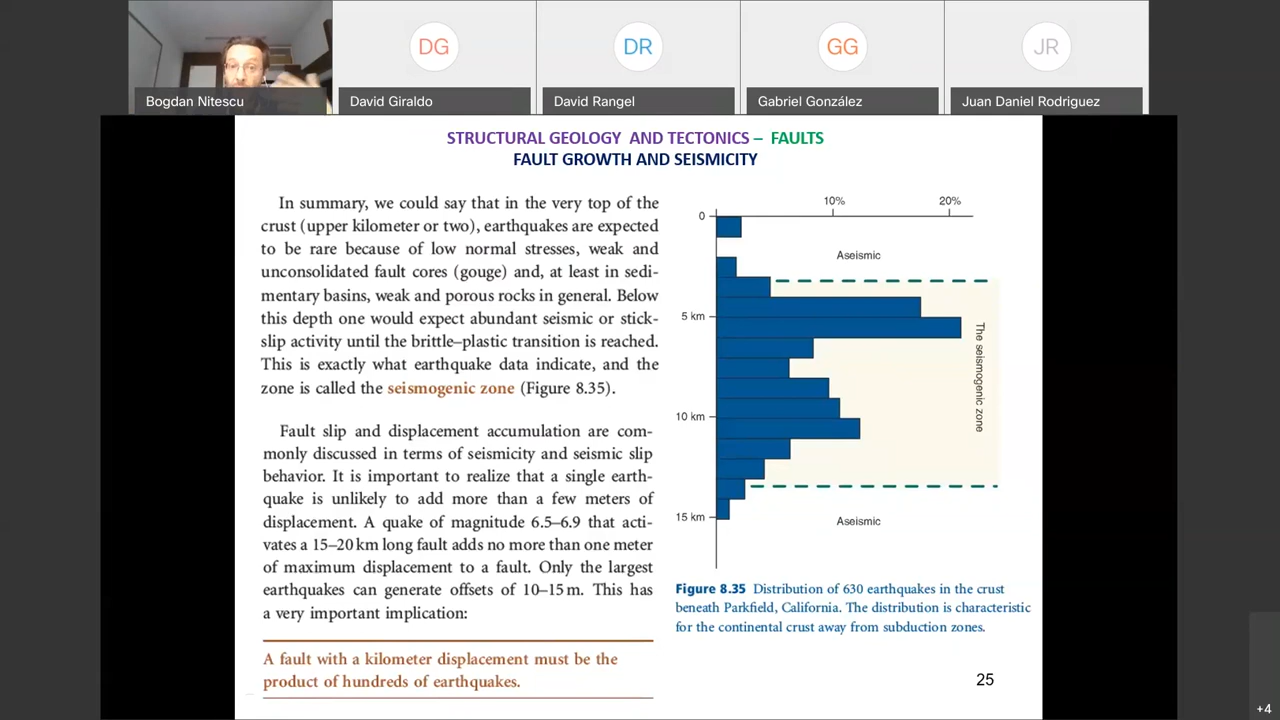 DG
DR
GG
JR
Bogdan Nitescu
David Giraldo
David Rangel
Gabriel González
Juan Daniel Rodriguez
STRUCTURAL GEOLOGY AND TECTONICS – FAULTS
FAULT GROWTH AND SEISMICITY
In summary, we could say that in the very top of the
crust (upper kilometer or two), earthquakes are expected
to be rare because of low normal stresses, weak and
unconsolidated fault cores (gouge) and, at least in sedi-
mentary basins, weak and porous rocks in general. Below
this depth one would expect abundant seismic or stick-
slip activity until the brittle–plastic transition is reached.
This is exactly what earthquake data indicate, and the
zone is called the seismogenic zone (Figure 8.35).
Fault slip and displacement accumulation are com-
monly discussed in terms of seismicity and seismic slip
behavior. It is important to realize that a single earth-
quake is unlikely to add more than a few meters of
displacement. A quake of magnitude 6.5–6.9 that acti-
vates a 15–20 km long fault adds no more than one meter
of maximum displacement to a fault. Only the largest
earthquakes can generate offsets of 10–15 m. This has
a very important implication:
A fault with a kilometer displacement must be the
product of hundreds of earthquakes.
10%
20%
0
Aseismic
5 km
The seismogenic zone
10 km
15 km
Aseismic
Figure 8.35 Distribution of 630 earthquakes in the crust
beneath Parkfield, California. The distribution is characteristic
for the continental crust away from subduction zones.
25
+4